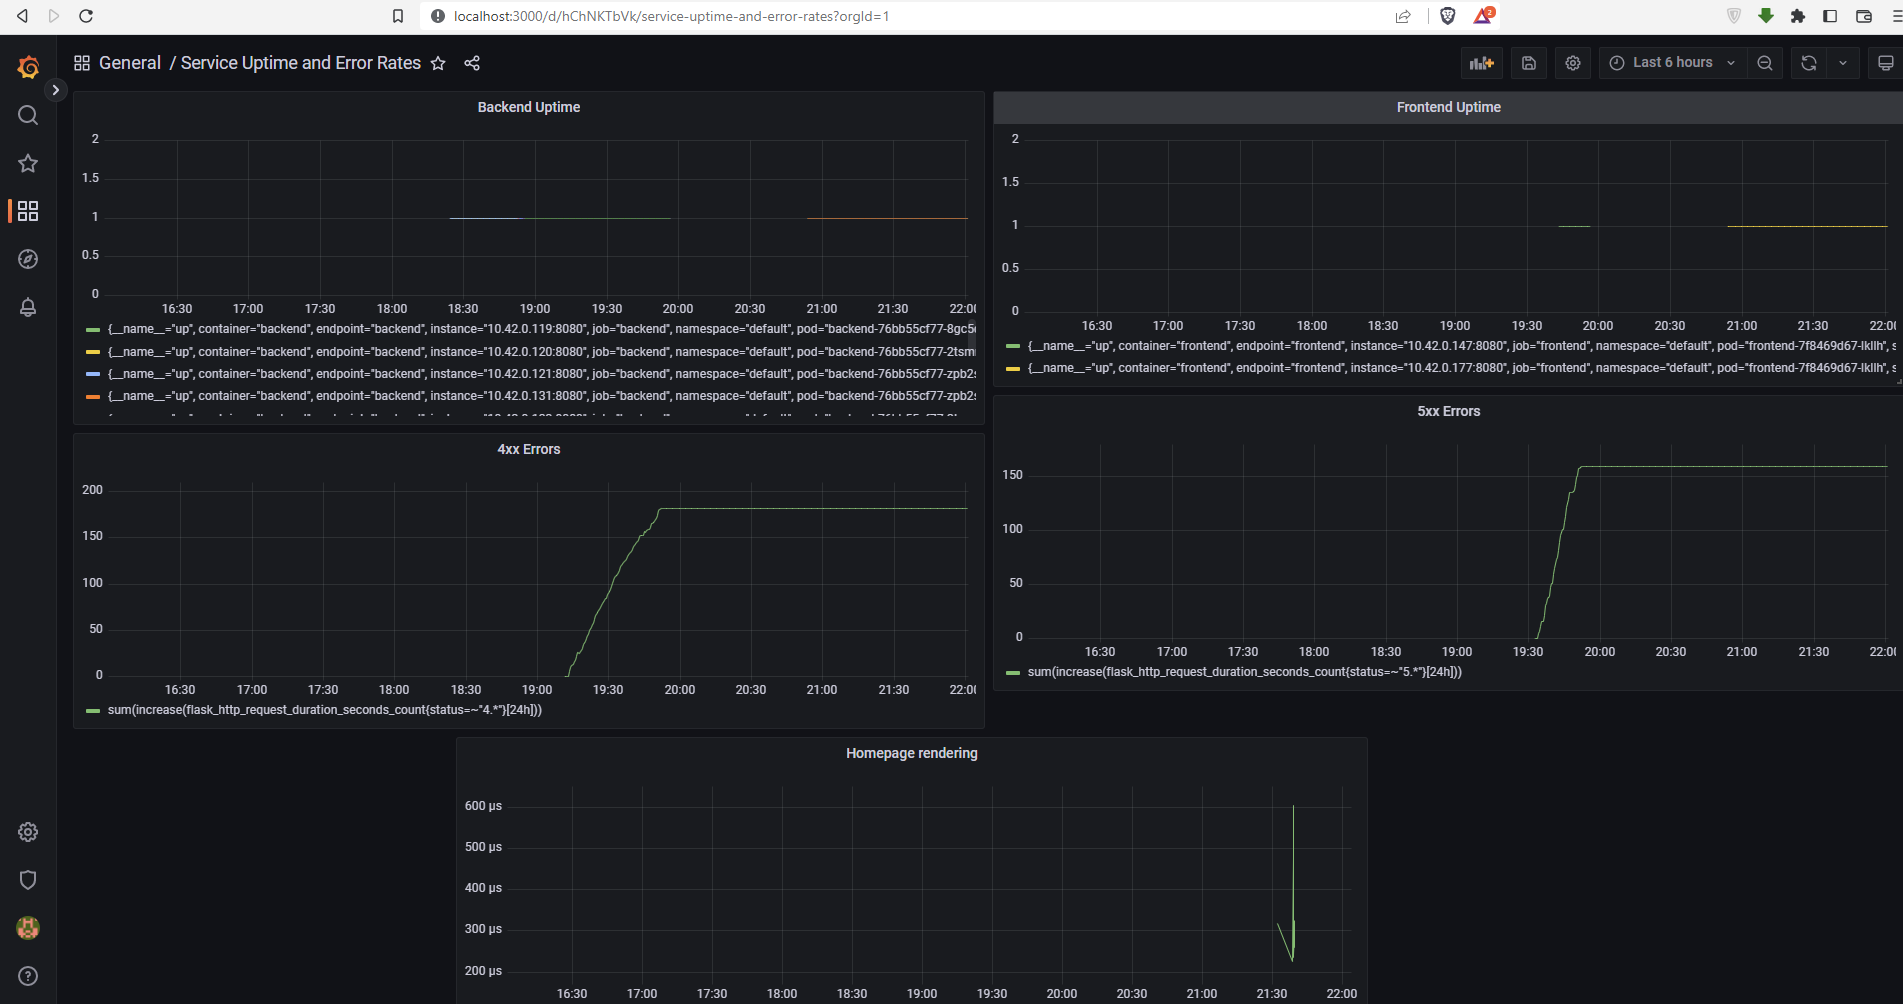 localhost:3000/d/hChNKTbVk/service-uptime-and-error-rates?orgId=1
2
General / Service Uptime and Error Rates
Last 6 hours
Backend Uptime
2
1.5
1
0.5
0
16:30 17:00 17:30 18:00 18:30 19:00 19:30 20:00 20:30 21:00 21:30 22:00
{__name__="up", container="backend", endpoint="backend", instance="10.42.0.119:8080", job="backend", namespace="default", pod="backend-76bb55cf77-8gc5
{__name__="up", container="backend", endpoint="backend", instance="10.42.0.120:8080", job="backend", namespace="default", pod="backend-76bb55cf77-2tsm
{__name__="up", container="backend", endpoint="backend", instance="10.42.0.121:8080", job="backend", namespace="default", pod="backend-76bb55cf77-zpb2s
{__name__="up", container="backend", endpoint="backend", instance="10.42.0.131:8080", job="backend", namespace="default", pod="backend-76bb55cf77-zpb2s
Frontend Uptime
2
1.5
1
0.5
0
16:30 17:00 17:30 18:00 18:30 19:00 19:30 20:00 20:30 21:00 21:30 22:00
{__name__="up", container="frontend", endpoint="frontend", instance="10.42.0.147:8080", job="frontend", namespace="default", pod="frontend-7f8469d67-lkllh", s
{__name__="up", container="frontend", endpoint="frontend", instance="10.42.0.177:8080", job="frontend", namespace="default", pod="frontend-7f8469d67-lkllh", s
4xx Errors
200
150
100
50
0
16:30 17:00 17:30 18:00 18:30 19:00 19:30 20:00 20:30 21:00 21:30 22:00
sum(increase(flask_http_request_duration_seconds_count{status=~"4.*"}[24h]))
5xx Errors
150
100
50
0
16:30 17:00 17:30 18:00 18:30 19:00 19:30 20:00 20:30 21:00 21:30 22:00
sum(increase(flask_http_request_duration_seconds_count{status=~"5.*"}[24h]))
Homepage rendering
600 µs
500 µs
400 µs
300 µs
200 µs
16:30 17:00 17:30 18:00 18:30 19:00 19:30 20:00 20:30 21:00 21:30 22:00